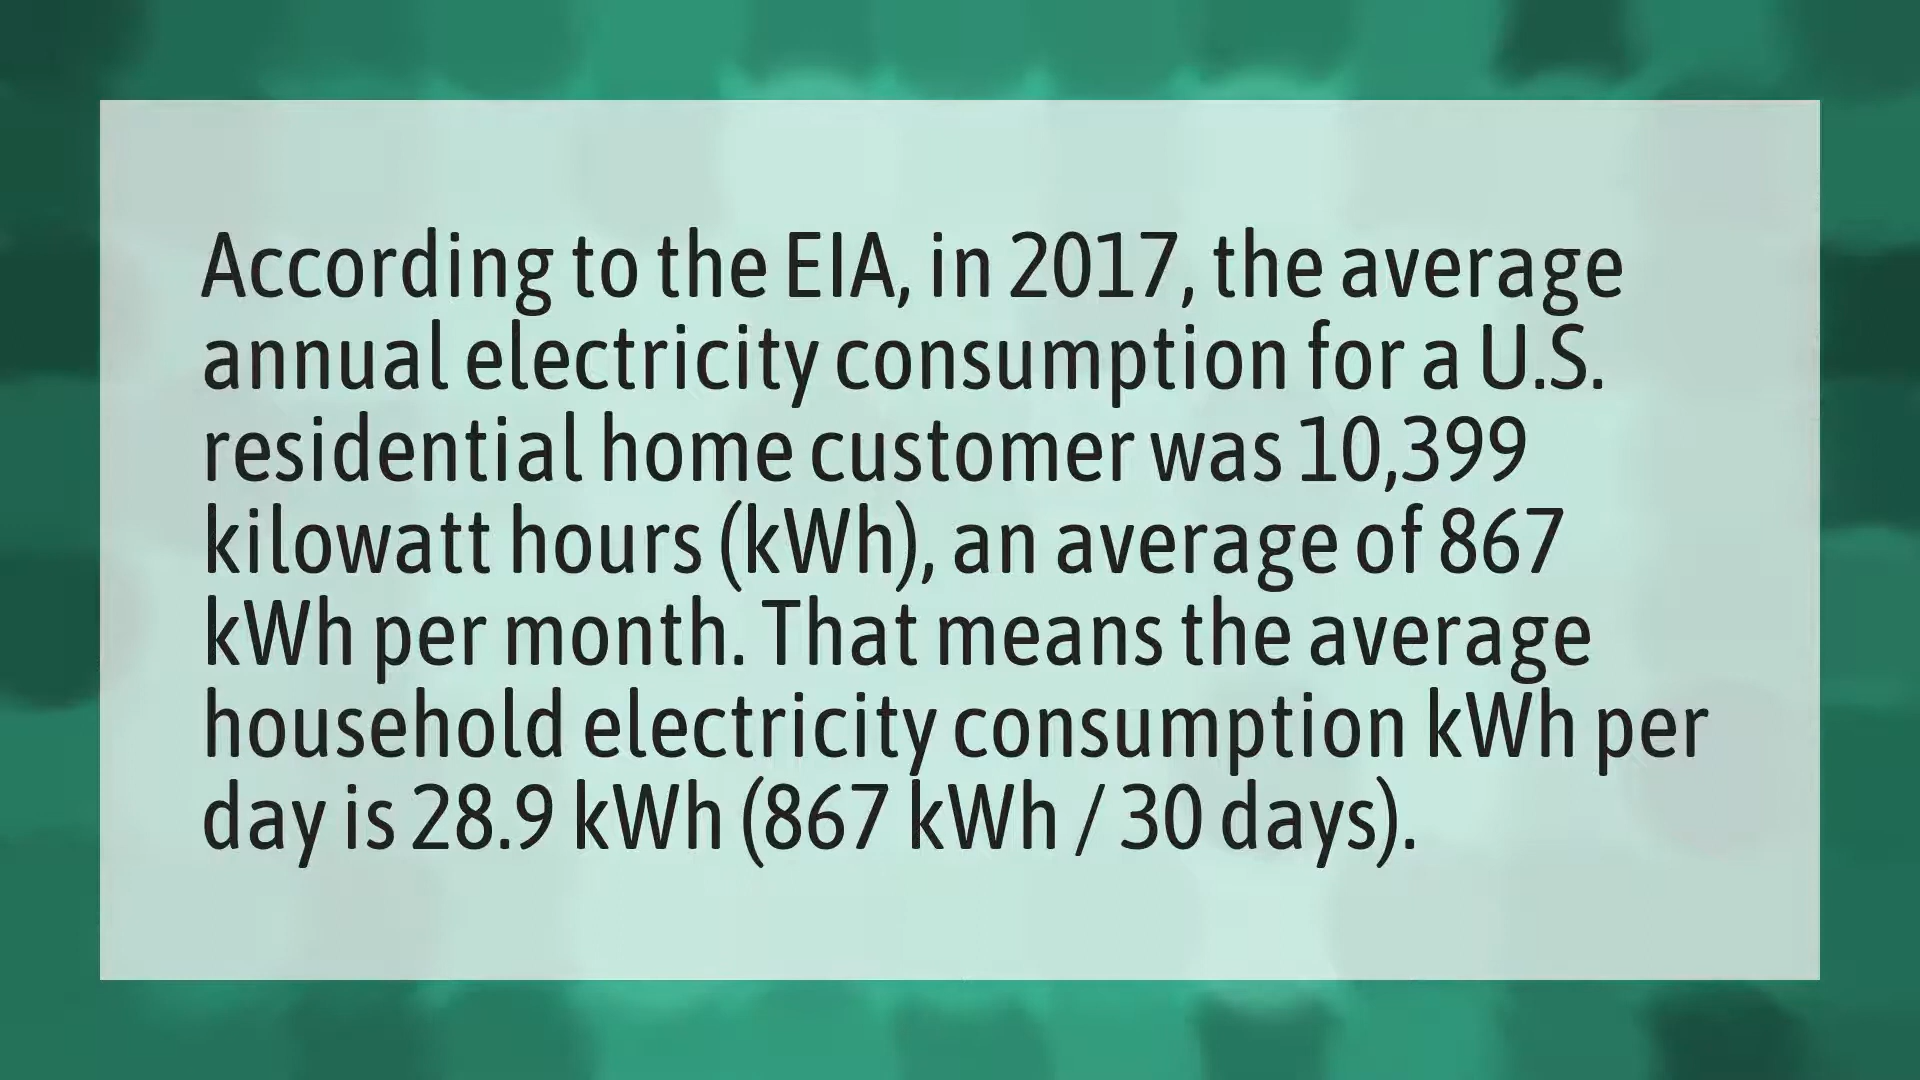 According to the EIA, in 2017, the average
annual electricity consumption for a U.S.
residential home customer was 10,399
kilowatt hours (kWh), an average of 867
kWh per month. That means the average
household electricity consumption kWh per
day is 28.9 kWh (867 kWh / 30 days).